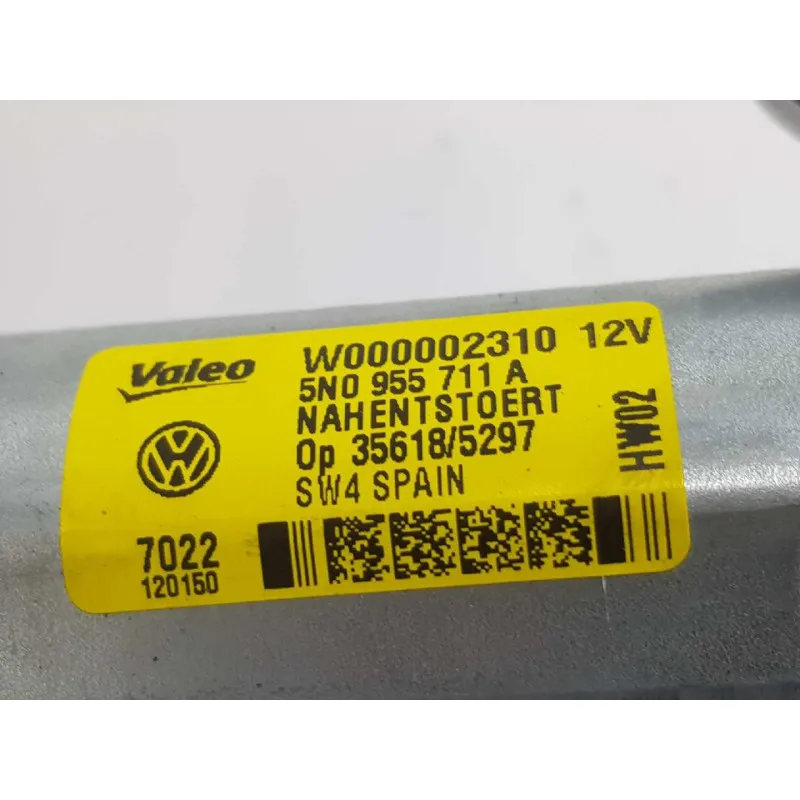 Valeo
W000002310 12V
5N0 955 711 A
NAHENTSTOERT
Op 35618/5297
SW4 SPAIN
HW02
7022
120150